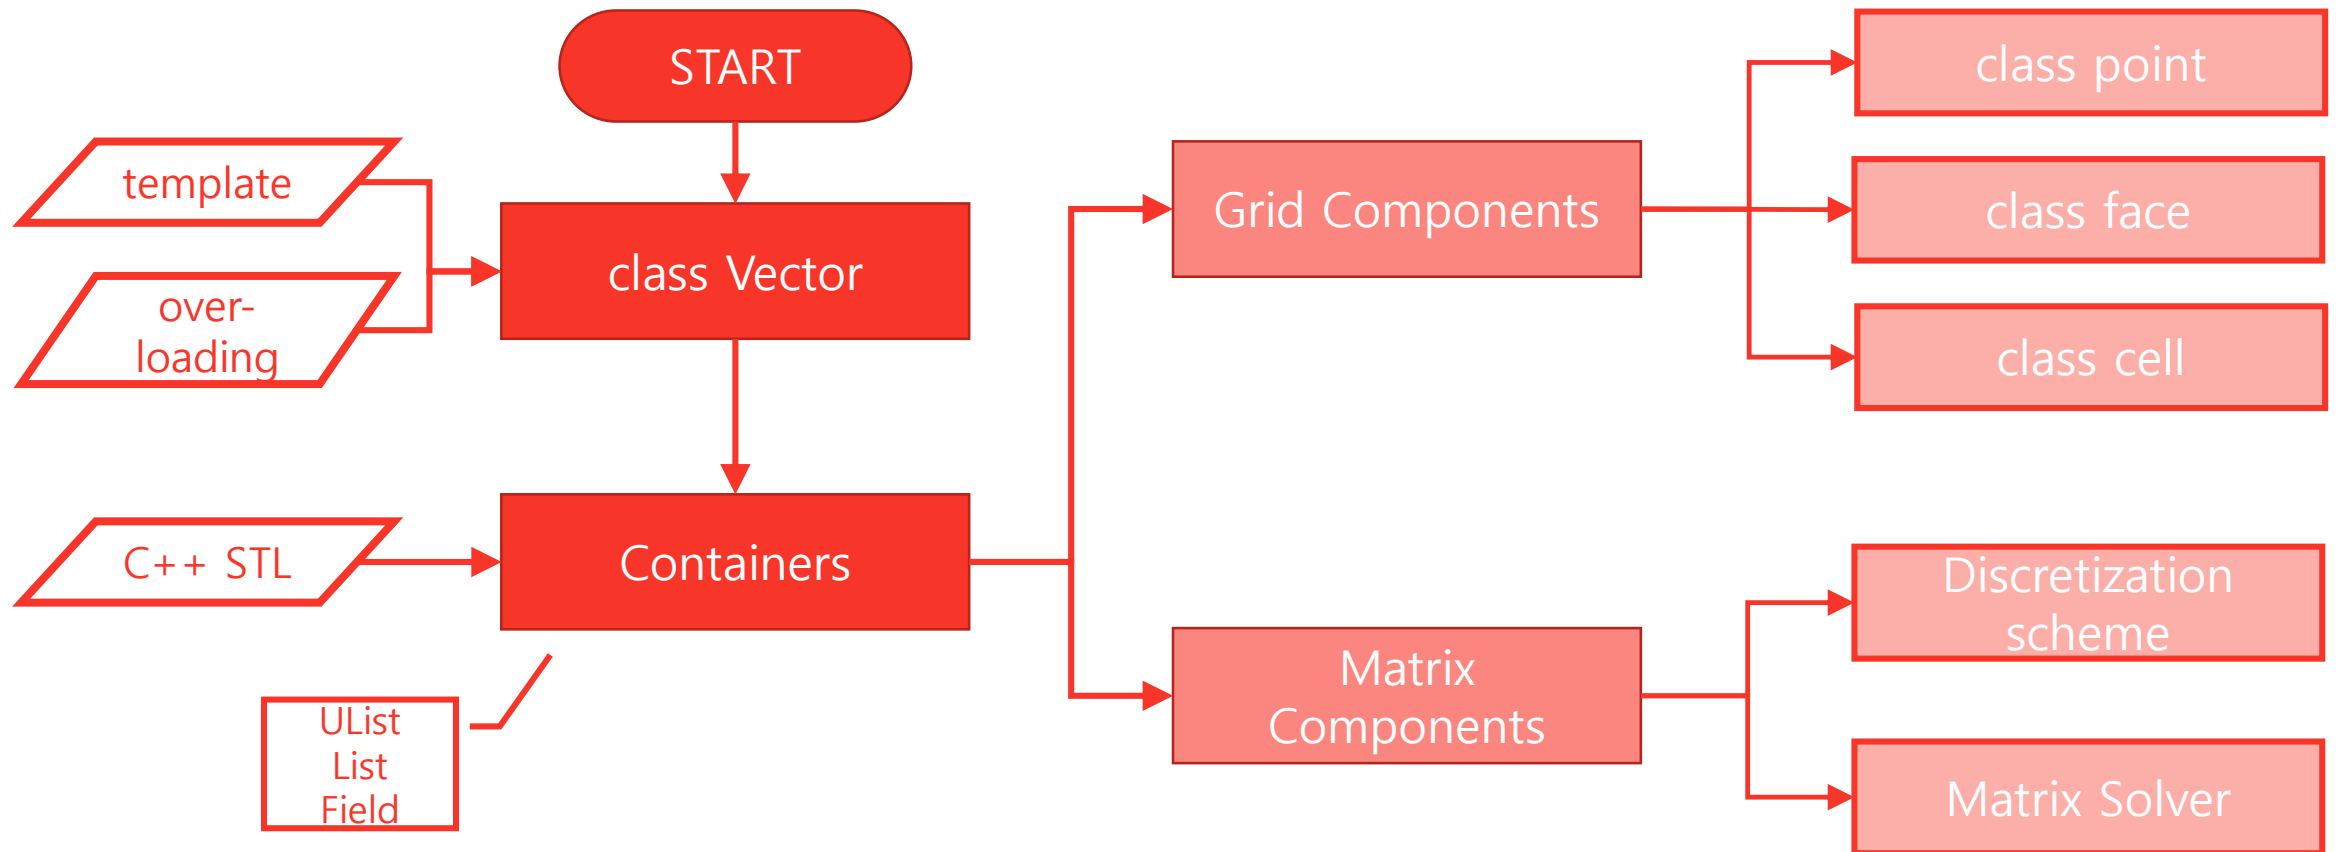 START
template
class Vector
over-
loading
C++ STL
Containers
UList
List
Field
Grid Components
class point
class face
class cell
Matrix
Components
Discretization
scheme
Matrix Solver